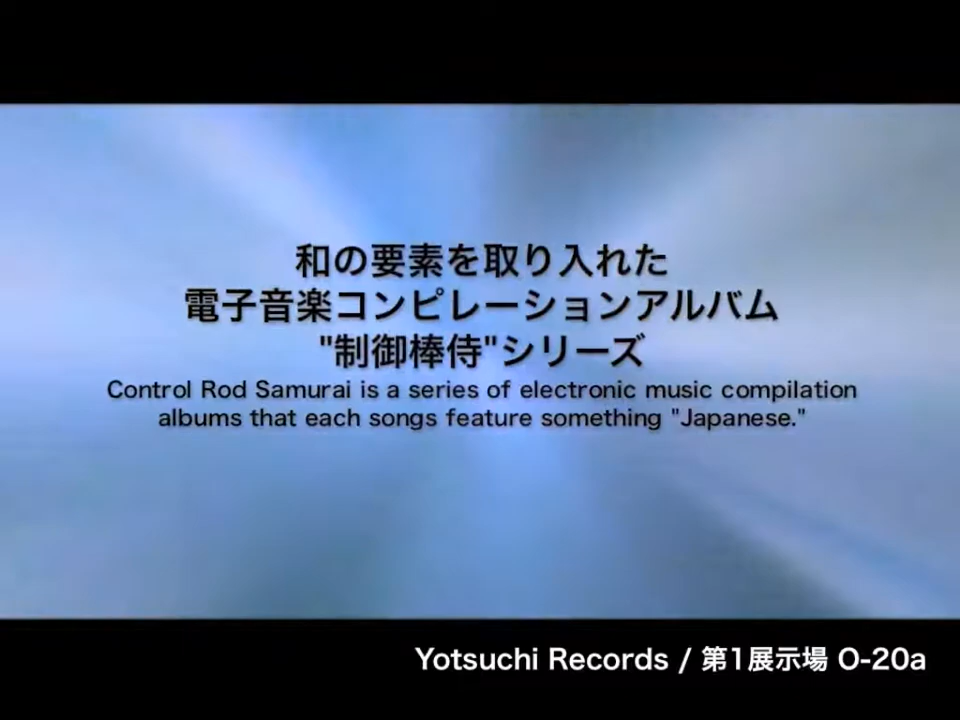 和の要素を取り入れた
電子音楽コンピレーションアルバム
"制御棒侍"シリーズ
Control Rod Samurai is a series of electronic music compilation
albums that each songs feature something "Japanese."
Yotsuchi Records / 第1展示場 O-20a